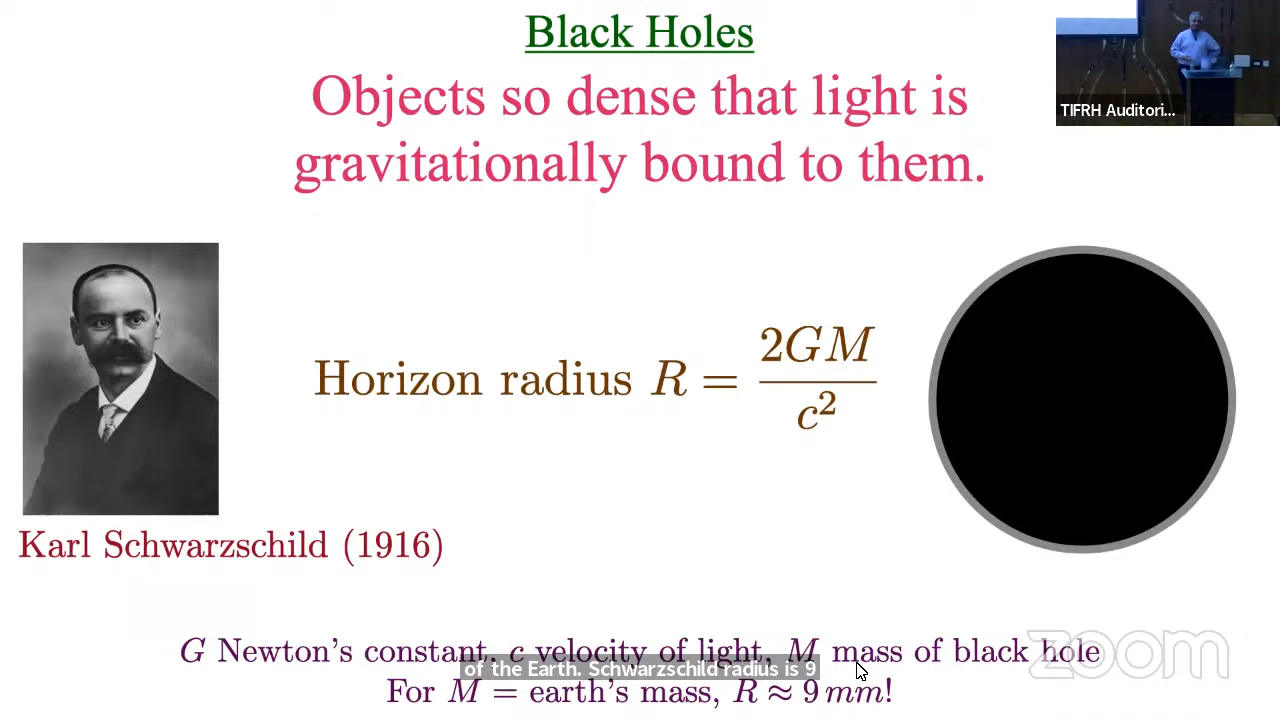 Black Holes
Objects so dense that light is
gravitationally bound to them.
TIFRH Auditori...
Horizon radius R = 2GM / c²
Karl Schwarzschild (1916)
G Newton's constant, c velocity of light, M mass of black hole
of the Earth. Schwarzschild radius is 9
For M = earth's mass, R ≈ 9 mm!
zoom